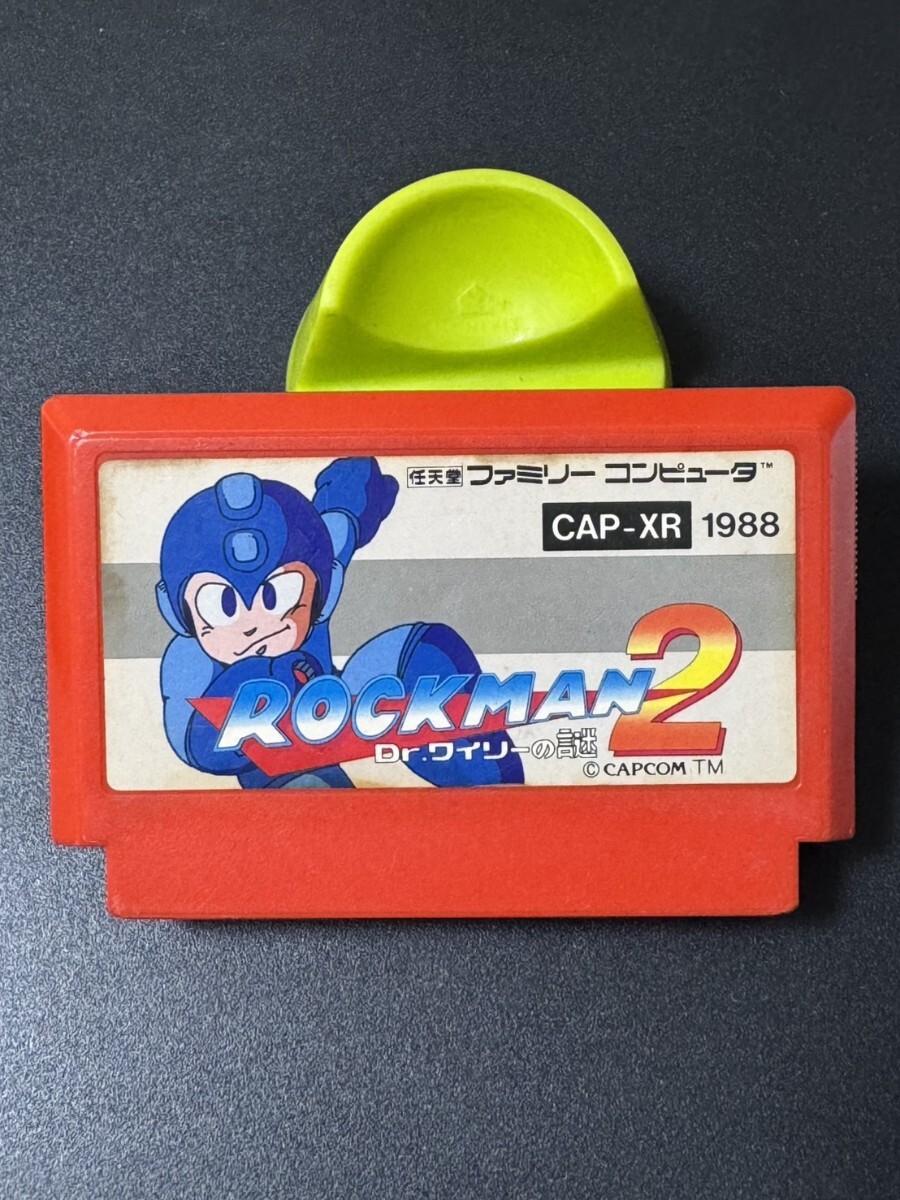 任天堂 ファミリー コンピュータ™
CAP-XR 1988
ROCKMAN 2
Dr.ワイリーの謎
© CAPCOM TM